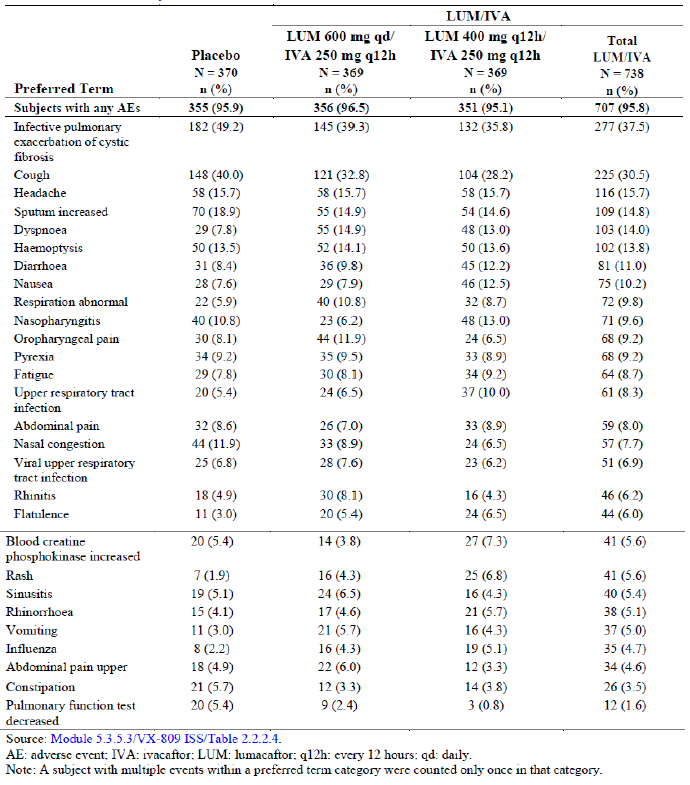 LUM/IVA
LUM 600 mg qd/ LUM 400 mg q12h/ Total
Placebo IVA 250 mg q12h IVA 250 mg q12h LUM/IVA
N = 370 N = 369 N = 369 N = 738
Preferred Term n (%) n (%) n (%) n (%)
Subjects with any AEs 355 (95.9) 356 (96.5) 351 (95.1) 707 (95.8)
Infective pulmonary 182 (49.2) 145 (39.3) 132 (35.8) 277 (37.5)
exacerbation of cystic
fibrosis
Cough 148 (40.0) 121 (32.8) 104 (28.2) 225 (30.5)
Headache 58 (15.7) 58 (15.7) 58 (15.7) 116 (15.7)
Sputum increased 70 (18.9) 55 (14.9) 54 (14.6) 109 (14.8)
Dyspnoea 29 (7.8) 55 (14.9) 48 (13.0) 103 (14.0)
Haemoptysis 50 (13.5) 52 (14.1) 50 (13.6) 102 (13.8)
Diarrhoea 31 (8.4) 36 (9.8) 45 (12.2) 81 (11.0)
Nausea 28 (7.6) 29 (7.9) 46 (12.5) 75 (10.2)
Respiration abnormal 22 (5.9) 40 (10.8) 32 (8.7) 72 (9.8)
Nasopharyngitis 40 (10.8) 23 (6.2) 48 (13.0) 71 (9.6)
Oropharyngeal pain 30 (8.1) 44 (11.9) 24 (6.5) 68 (9.2)
Pyrexia 34 (9.2) 35 (9.5) 33 (8.9) 68 (9.2)
Fatigue 29 (7.8) 30 (8.1) 34 (9.2) 64 (8.7)
Upper respiratory tract 20 (5.4) 24 (6.5) 37 (10.0) 61 (8.3)
infection
Abdominal pain 32 (8.6) 26 (7.0) 33 (8.9) 59 (8.0)
Nasal congestion 44 (11.9) 33 (8.9) 24 (6.5) 57 (7.7)
Viral upper respiratory 25 (6.8) 28 (7.6) 23 (6.2) 51 (6.9)
tract infection
Rhinitis 18 (4.9) 30 (8.1) 16 (4.3) 46 (6.2)
Flatulence 11 (3.0) 20 (5.4) 24 (6.5) 44 (6.0)
Blood creatine 20 (5.4) 14 (3.8) 27 (7.3) 41 (5.6)
phosphokinase increased
Rash 7 (1.9) 16 (4.3) 25 (6.8) 41 (5.6)
Sinusitis 19 (5.1) 24 (6.5) 16 (4.3) 40 (5.4)
Rhinorrhoea 15 (4.1) 17 (4.6) 21 (5.7) 38 (5.1)
Vomiting 11 (3.0) 21 (5.7) 16 (4.3) 37 (5.0)
Influenza 8 (2.2) 16 (4.3) 19 (5.1) 35 (4.7)
Abdominal pain upper 18 (4.9) 22 (6.0) 12 (3.3) 34 (4.6)
Constipation 21 (5.7) 12 (3.3) 14 (3.8) 26 (3.5)
Pulmonary function test 20 (5.4) 9 (2.4) 3 (0.8) 12 (1.6)
decreased
Source: Module 5.3.5.3/VX-809 ISS/Table 2.2.2.4.
AE: adverse event; IVA: ivacaftor; LUM: lumacaftor; q12h: every 12 hours; qd: daily.
Note: A subject with multiple events within a preferred term category were counted only once in that category.